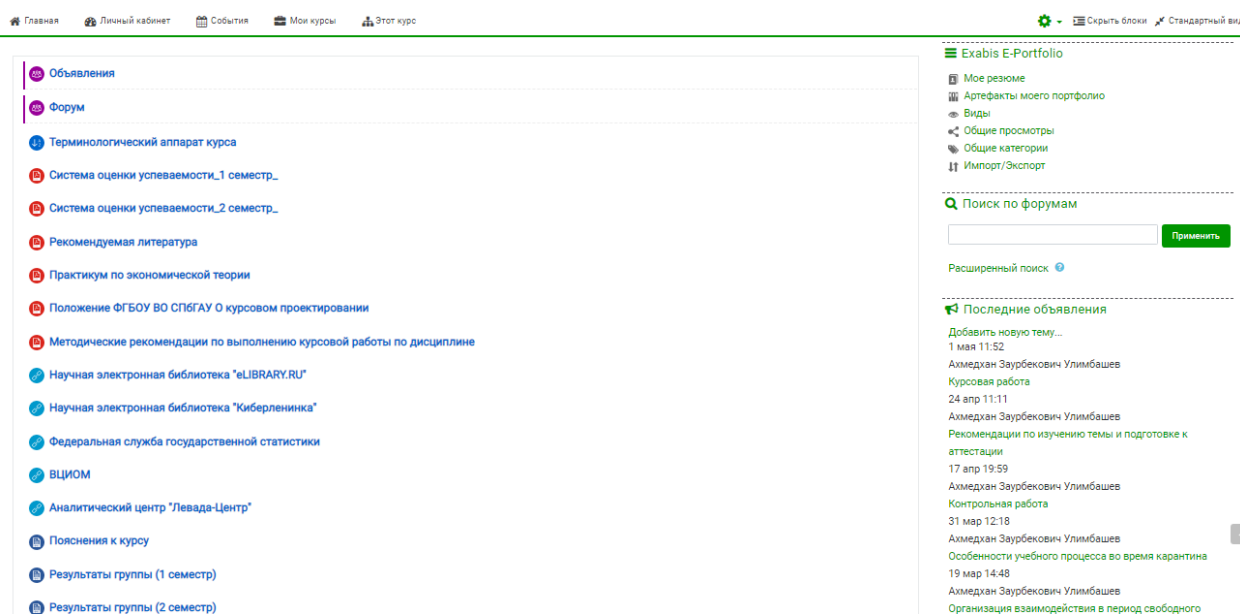 Главная
Личный кабинет
События
Мои курсы
Этот курс
Скрыть блоки
Стандартный вид
Объявления
Форум
Терминологический аппарат курса
Система оценки успеваемости_1 семестр_
Система оценки успеваемости_2 семестр_
Рекомендуемая литература
Практикум по экономической теории
Положение ФГБОУ ВО СПбГАУ О курсовом проектировании
Методические рекомендации по выполнению курсовой работы по дисциплине
Научная электронная библиотека "eLIBRARY.RU"
Научная электронная библиотека "Киберленинка"
Федеральная служба государственной статистики
ВЦИОМ
Аналитический центр "Левада-Центр"
Пояснения к курсу
Результаты группы (1 семестр)
Результаты группы (2 семестр)
Exabis E-Portfolio
Мое резюме
Артефакты моего портфолио
Виды
Общие просмотры
Общие категории
Импорт/Экспорт
Поиск по форумам
Применить
Расширенный поиск
Последние объявления
Добавить новую тему...
1 мая 11:52
Ахмедхан Заурбекович Улимбашев
Курсовая работа
24 апр 11:11
Ахмедхан Заурбекович Улимбашев
Рекомендации по изучению темы и подготовке к
аттестации
17 апр 19:59
Ахмедхан Заурбекович Улимбашев
Контрольная работа
31 мар 12:18
Ахмедхан Заурбекович Улимбашев
Особенности учебного процесса во время карантина
19 мар 14:48
Ахмедхан Заурбекович Улимбашев
Организация взаимодействия в период свободного